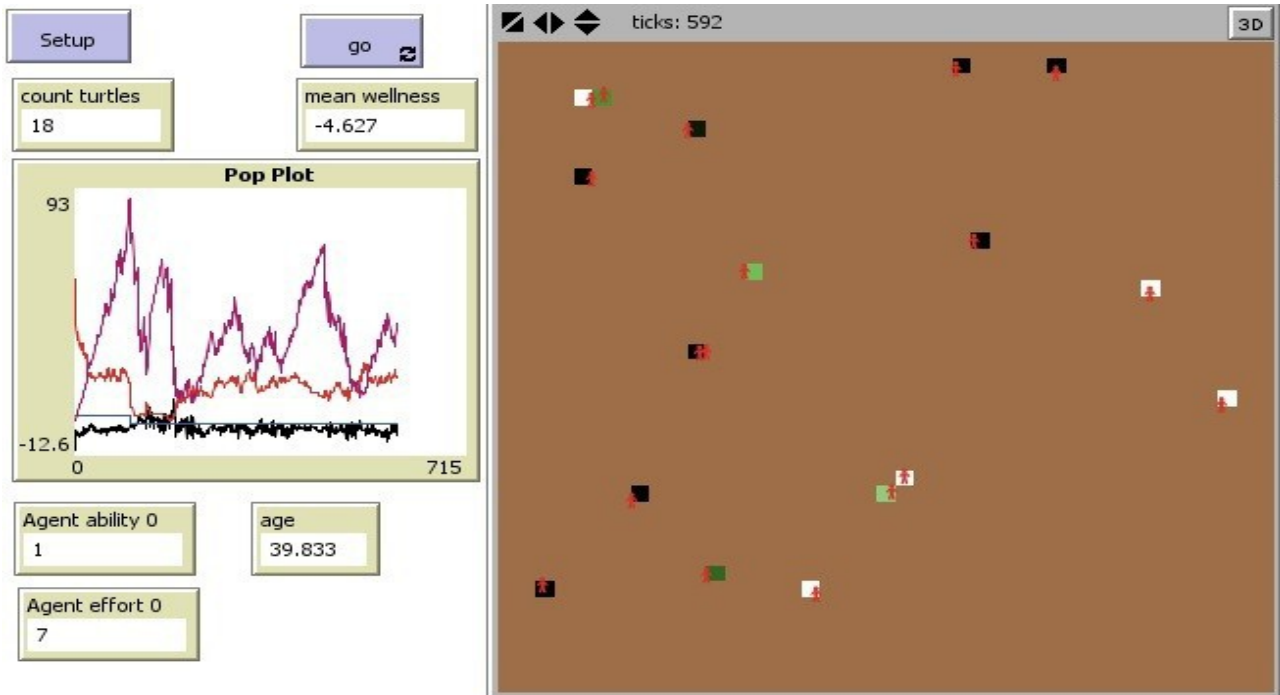 Setup
go
count turtles
18
mean wellness
-4.627
Pop Plot
93
-12.6
0
715
Agent ability 0
1
age
39.833
Agent effort 0
7
ticks: 592
3D